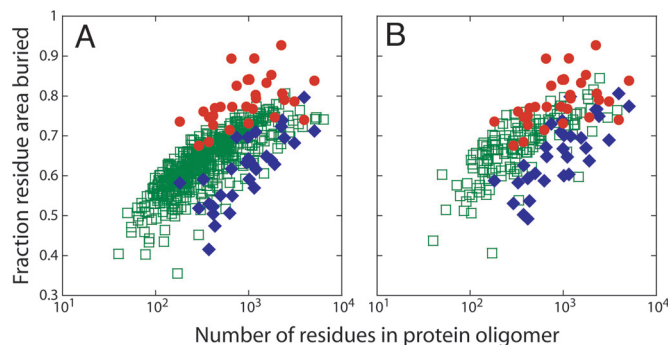 A
B
Fraction residue area buried
1
0.9
0.8
0.7
0.6
0.5
0.4
0.3
10¹ 10² 10³ 10⁴ 10¹ 10² 10³ 10⁴
Number of residues in protein oligomer